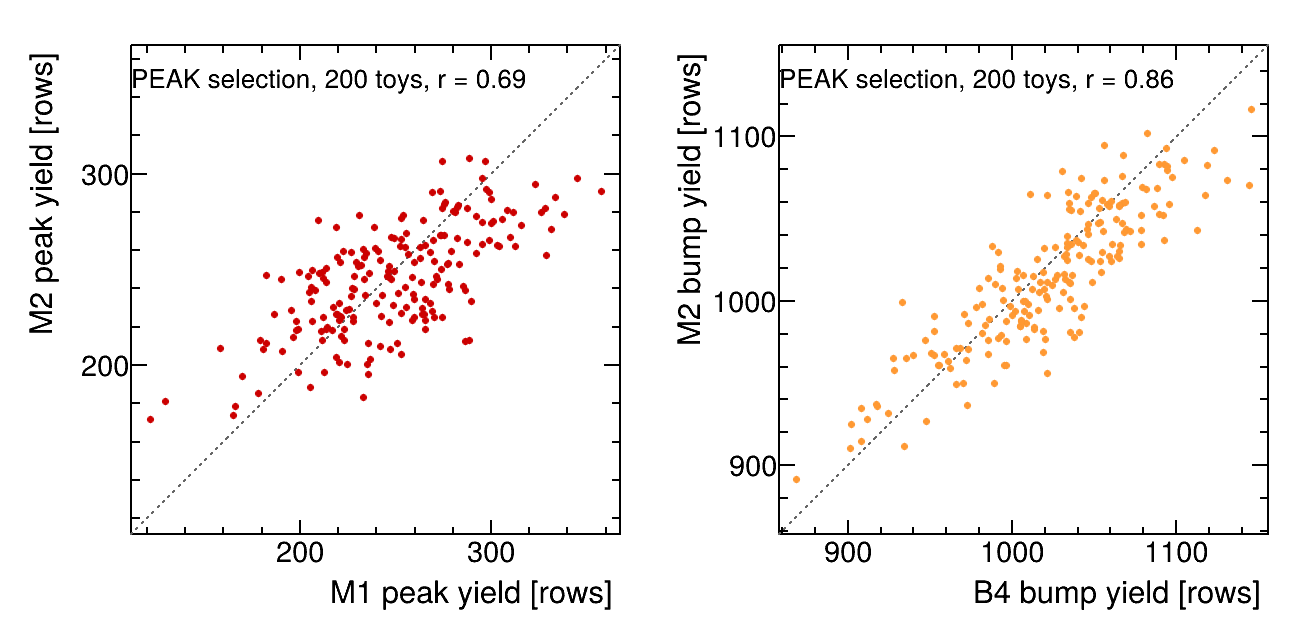 PEAK selection, 200 toys, r = 0.69
M2 peak yield [rows]
300
200
200 300
M1 peak yield [rows]
PEAK selection, 200 toys, r = 0.86
M2 bump yield [rows]
1100
1000
900
900 1000 1100
B4 bump yield [rows]